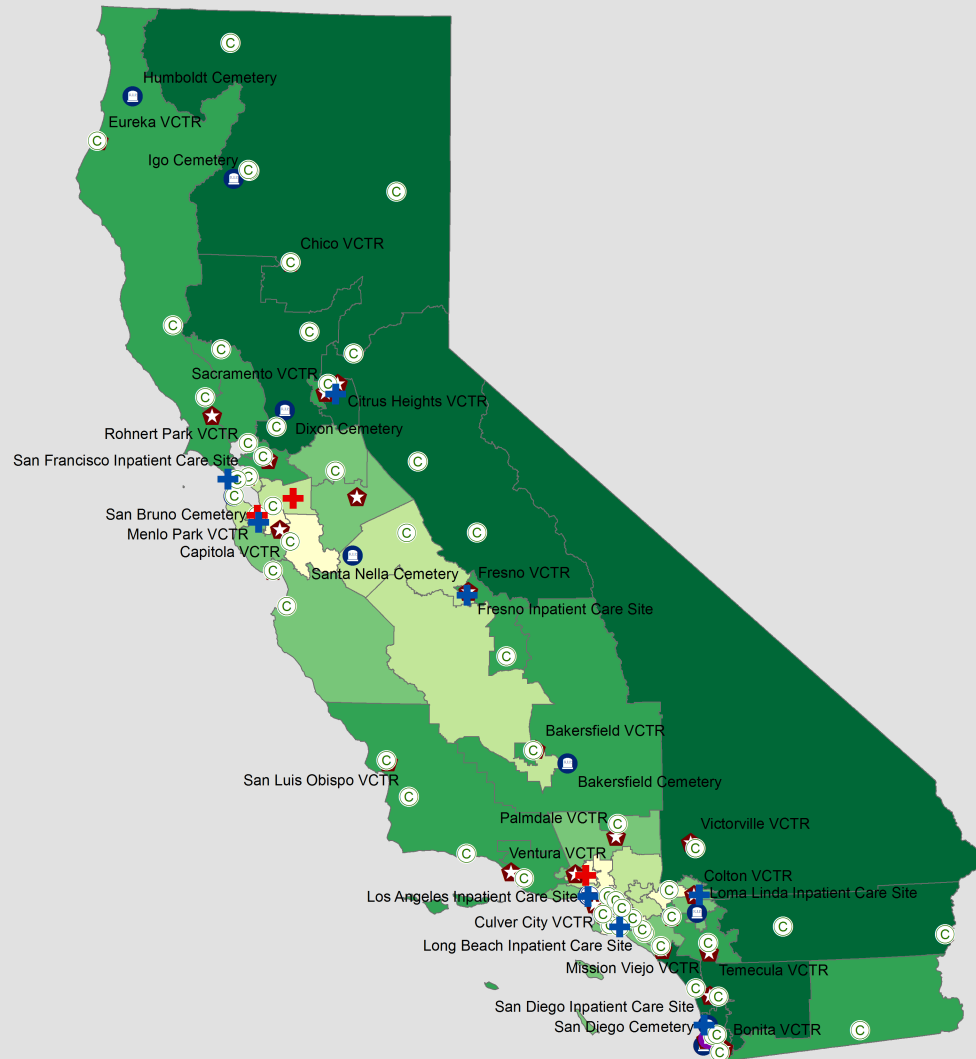 C
Humboldt Cemetery
Eureka VCTR
C
Igo Cemetery
C
C
Chico VCTR
C
C
C
C
C
Sacramento VCTR
C
Citrus Heights VCTR
C
Dixon Cemetery
C
Rohnert Park VCTR
C
San Francisco Inpatient Care Site
C
C
C
C
C
C
San Bruno Cemetery
C
Menlo Park VCTR
C
C
Capitola VCTR
C
C
Santa Nella Cemetery
Fresno VCTR
Fresno Inpatient Care Site
C
C
Bakersfield VCTR
C
C
San Luis Obispo VCTR
Bakersfield Cemetery
C
Palmdale VCTR
C
Victorville VCTR
C
Ventura VCTR
C
C
Colton VCTR
C
Los Angeles Inpatient Care Site
Loma Linda Inpatient Care Site
C
C
C
C
C
Culver City VCTR
C
C
C
C
Long Beach Inpatient Care Site
C
C
Mission Viejo VCTR
Temecula VCTR
C
C
San Diego Inpatient Care Site
San Diego Cemetery
C
Bonita VCTR
C
C